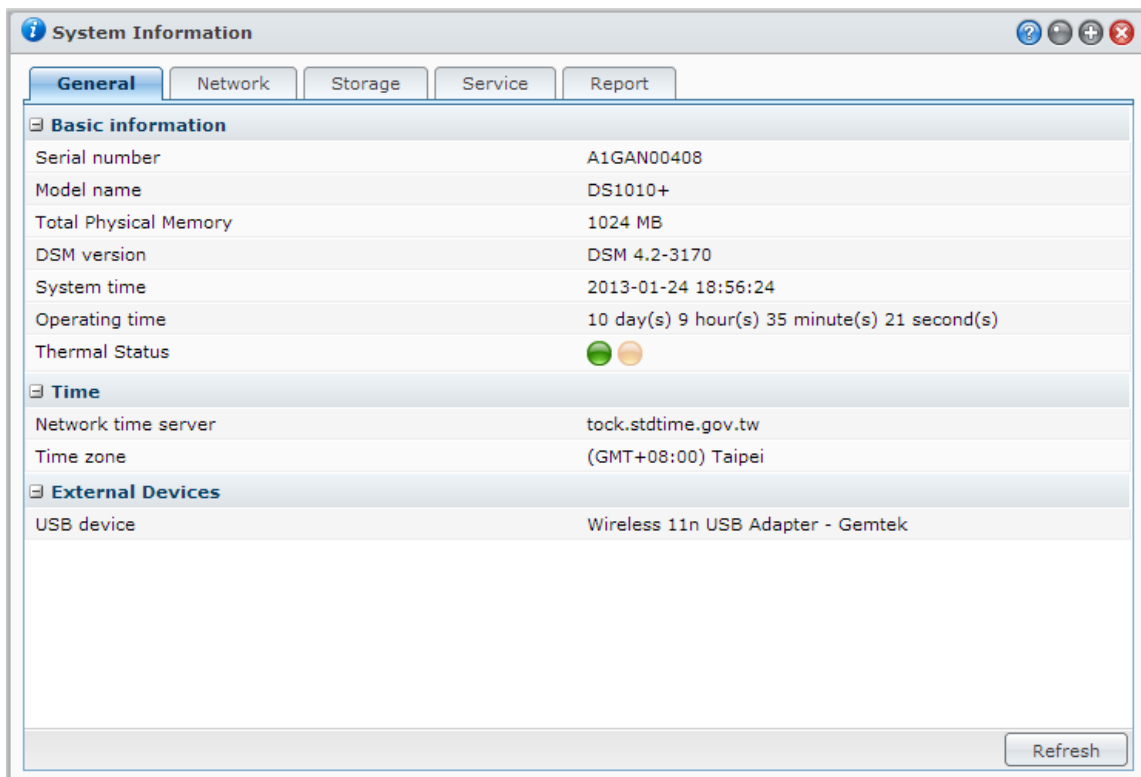 System Information
General Network Storage Service Report
Basic information
Serial number A1GAN00408
Model name DS1010+
Total Physical Memory 1024 MB
DSM version DSM 4.2-3170
System time 2013-01-24 18:56:24
Operating time 10 day(s) 9 hour(s) 35 minute(s) 21 second(s)
Thermal Status
Time
Network time server tock.stdtime.gov.tw
Time zone (GMT+08:00) Taipei
External Devices
USB device Wireless 11n USB Adapter - Gemtek
Refresh